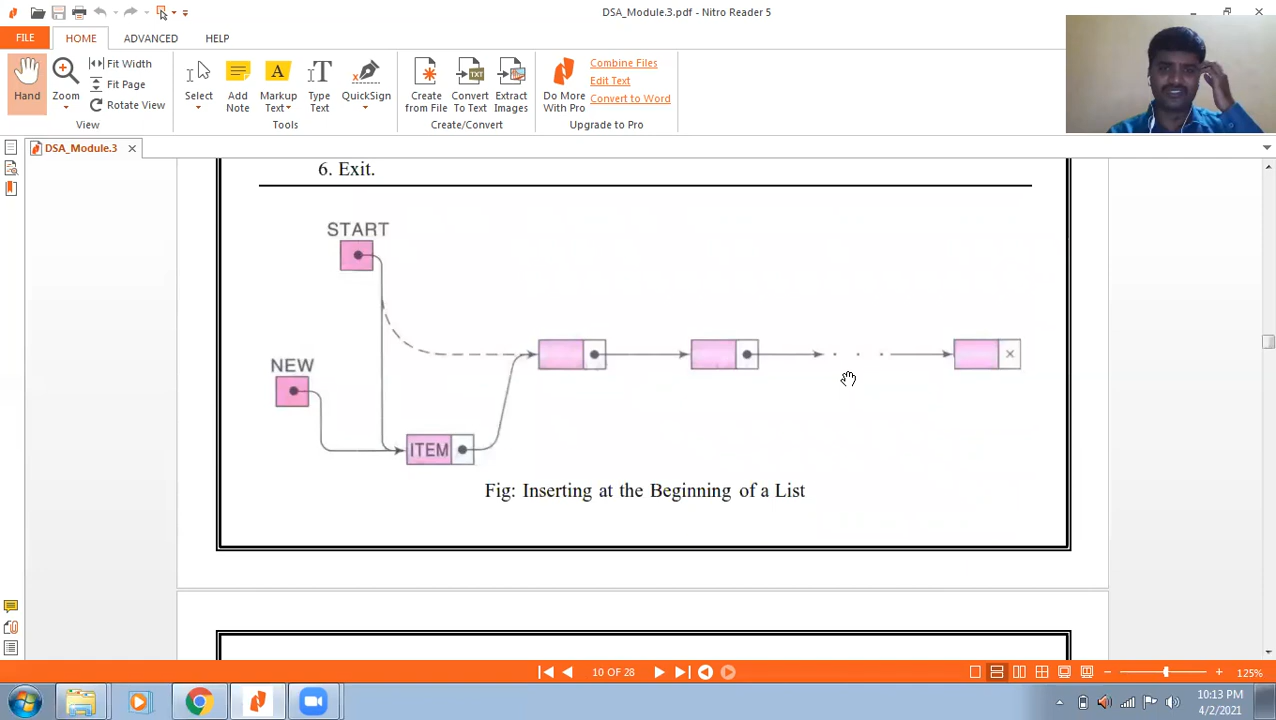 DSA_Module.3.pdf - Nitro Reader 5
FILE HOME ADVANCED HELP
Hand
Zoom
Fit Width
Fit Page
Rotate View
View
Select
Add Note
Markup Text
Type Text
QuickSign
Tools
Create from File
Convert To Text
Extract Images
Create/Convert
Do More With Pro
Combine Files
Edit Text
Convert to Word
Upgrade to Pro
DSA_Module.3
6. Exit.
START
NEW
ITEM
Fig: Inserting at the Beginning of a List
10 OF 28
125%
10:13 PM
4/2/2021